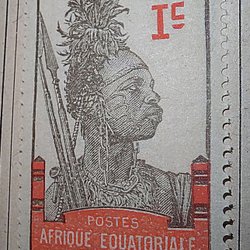 1c
POSTES
AFRIQUE EQUATORIALE